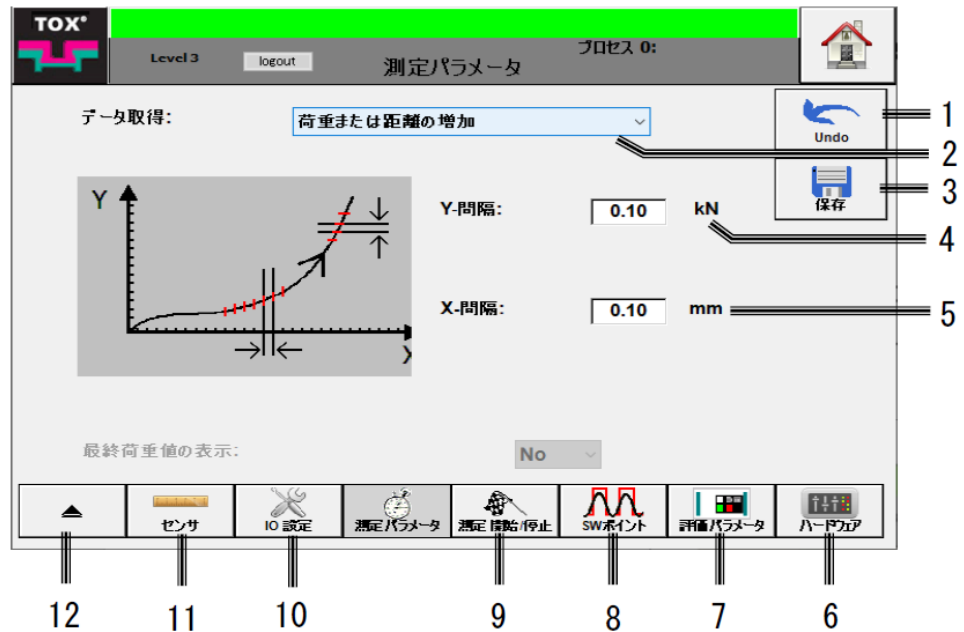 TOX®
Level 3
logout
測定パラメータ
プロセス 0:
データ取得:
荷重または距離の増加
Undo
1
2
保存
3
Y
Y-間隔:
0.10
kN
4
X-間隔:
0.10
mm
5
X
最終荷重値の表示:
No
センサ
IO 設定
測定パラメータ
測定 開始/停止
SWポイント
評価パラメータ
ハードウェア
12
11
10
9
8
7
6